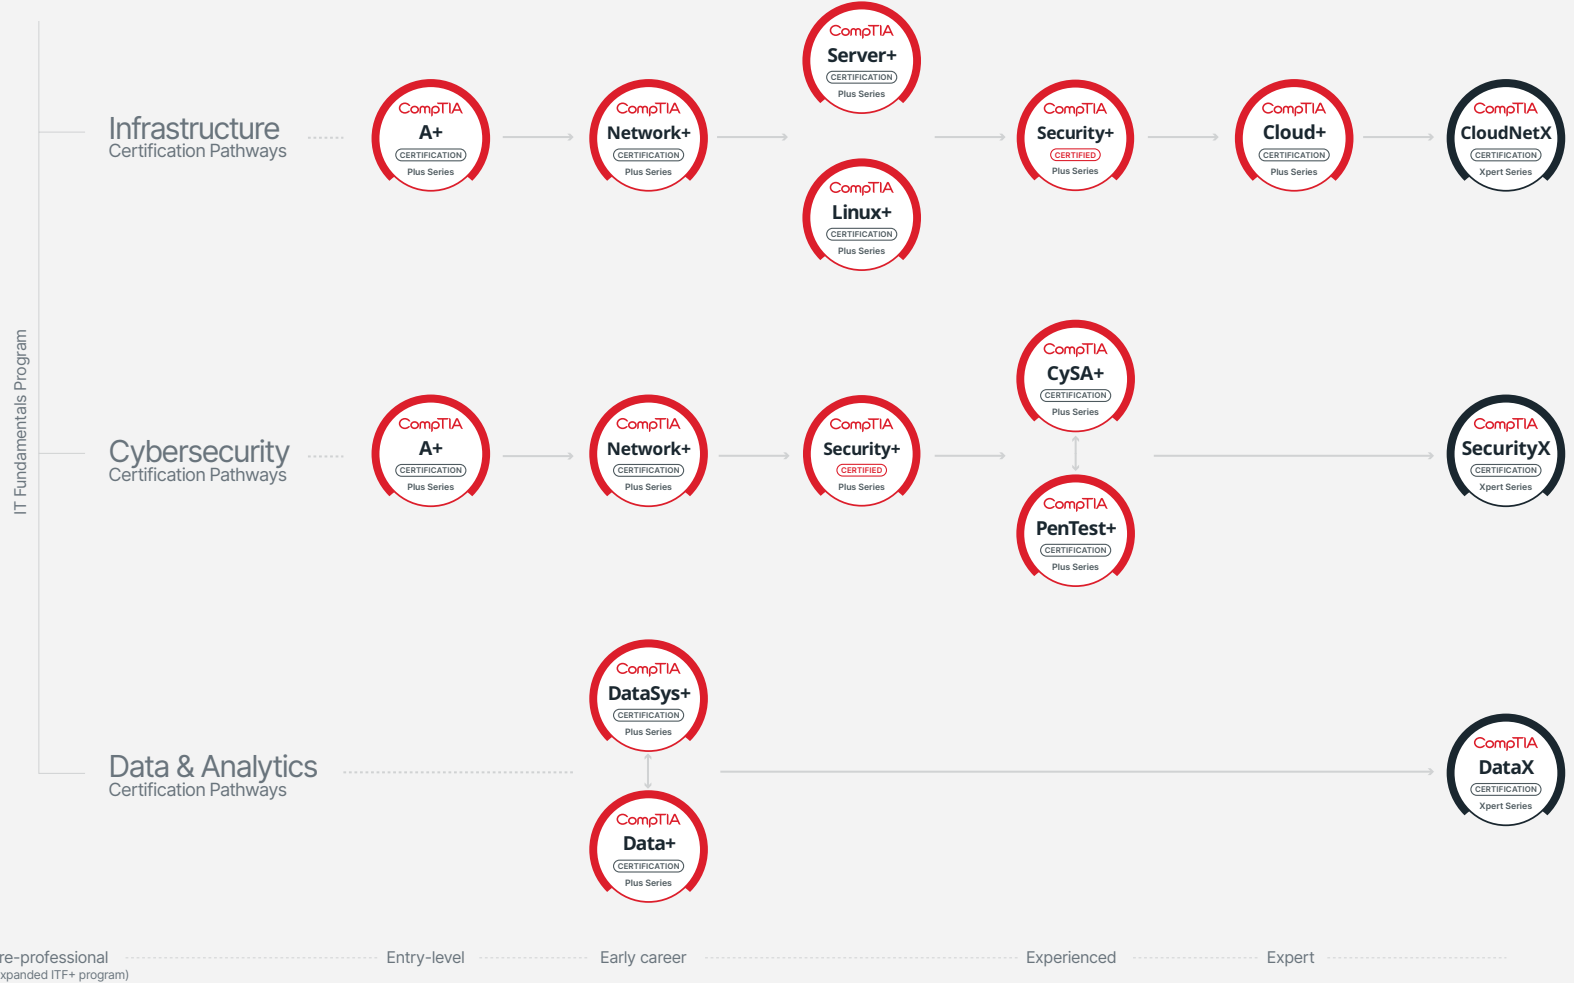 CompTIA
Server+
CERTIFICATION
Plus Series
Infrastructure
Certification Pathways
CompTIA
A+
CERTIFICATION
Plus Series
CompTIA
Network+
CERTIFICATION
Plus Series
CompTIA
Linux+
CERTIFICATION
Plus Series
CompTIA
Security+
CERTIFIED
Plus Series
CompTIA
Cloud+
CERTIFICATION
Plus Series
CompTIA
CloudNetX
CERTIFICATION
Xpert Series
IT Fundamentals Program
Cybersecurity
Certification Pathways
CompTIA
A+
CERTIFICATION
Plus Series
CompTIA
Network+
CERTIFICATION
Plus Series
CompTIA
Security+
CERTIFIED
Plus Series
CompTIA
CySA+
CERTIFICATION
Plus Series
CompTIA
PenTest+
CERTIFICATION
Plus Series
CompTIA
SecurityX
CERTIFICATION
Xpert Series
Data & Analytics
Certification Pathways
CompTIA
DataSys+
CERTIFICATION
Plus Series
CompTIA
Data+
CERTIFICATION
Plus Series
CompTIA
DataX
CERTIFICATION
Xpert Series
re-professional
xpanded ITF+ program)
Entry-level
Early career
Experienced
Expert